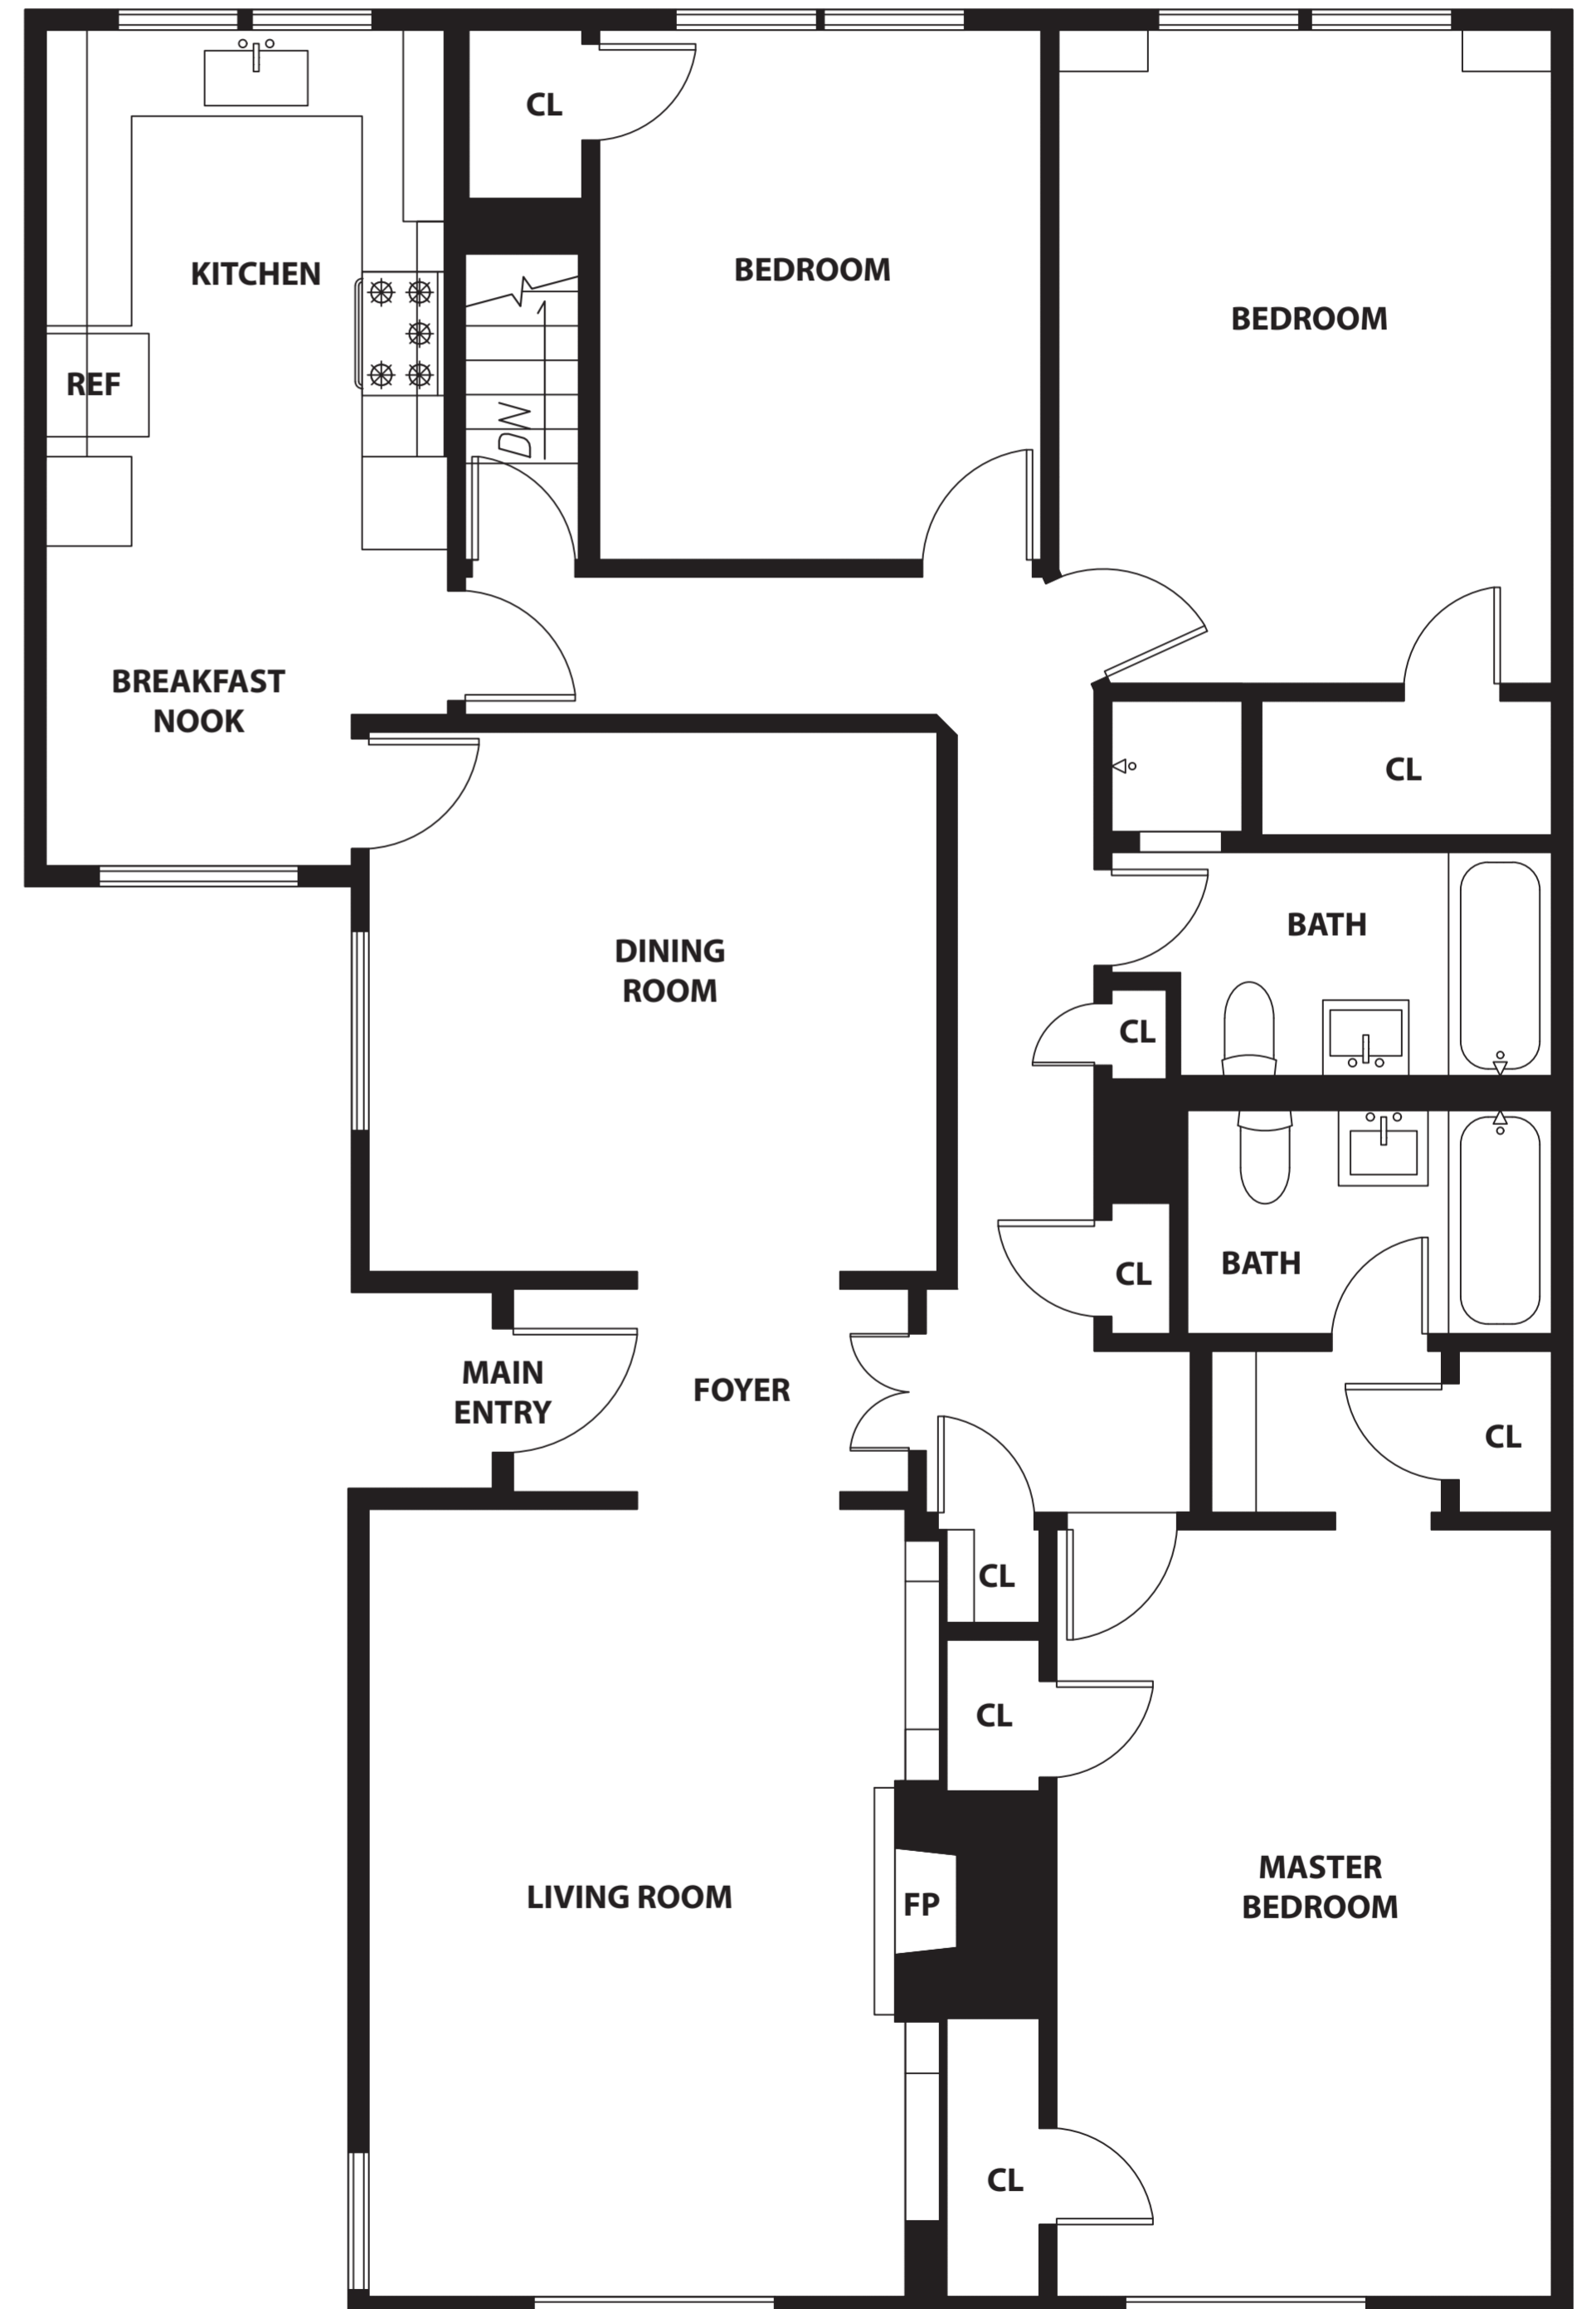 CL
KITCHEN
BEDROOM
BEDROOM
REF
DW
BREAKFAST
NOOK
CL
DINING
ROOM
BATH
CL
BATH
CL
MAIN
ENTRY
FOYER
CL
CL
CL
LIVING ROOM
FP
MASTER
BEDROOM
CL